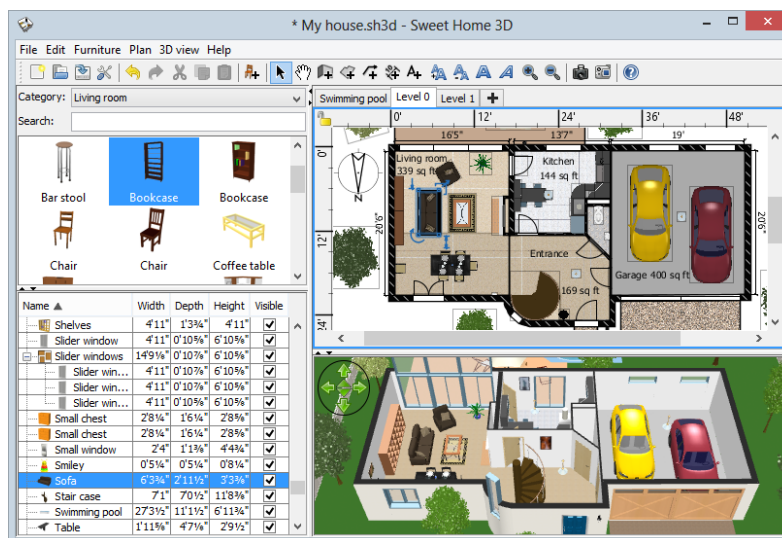 * My house.sh3d - Sweet Home 3D
File Edit Furniture Plan 3D view Help
Category: Living room
Search:
Bar stool Bookcase Bookcase
Chair Chair Coffee table
Swimming pool Level 0 Level 1
0' 12' 24' 36' 48'
16'5" 13'7" 19'
0'
12'
24'
Living room
339 sq ft
Kitchen
144 sq ft
N
20'6"
20'6"
Entrance
169 sq ft
Garage 400 sq ft
Name Width Depth Height Visible
Shelves 4'11" 1'3¾" 4'11"
Slider window 4'11" 0'10⅝" 6'10⅝"
Slider windows 14'9⅛" 0'10⅞" 6'10⅝"
Slider win... 4'11" 0'10⅞" 6'10⅝"
Slider win... 4'11" 0'10⅞" 6'10⅝"
Slider win... 4'11" 0'10⅝" 6'10⅝"
Small chest 2'8¼" 1'6¼" 2'8⅝"
Small chest 2'8¼" 1'6¼" 2'8⅝"
Small window 2'4" 1'1⅜" 4'4¾"
Smiley 0'5¼" 0'5¼" 0'8¼"
Sofa 6'3¾" 2'11½" 3'3⅜"
Stair case 7'1" 7'0½" 11'8⅜"
Swimming pool 27'3½" 11'1½" 6'11¾"
Table 1'11⅝" 4'7⅛" 2'9½"